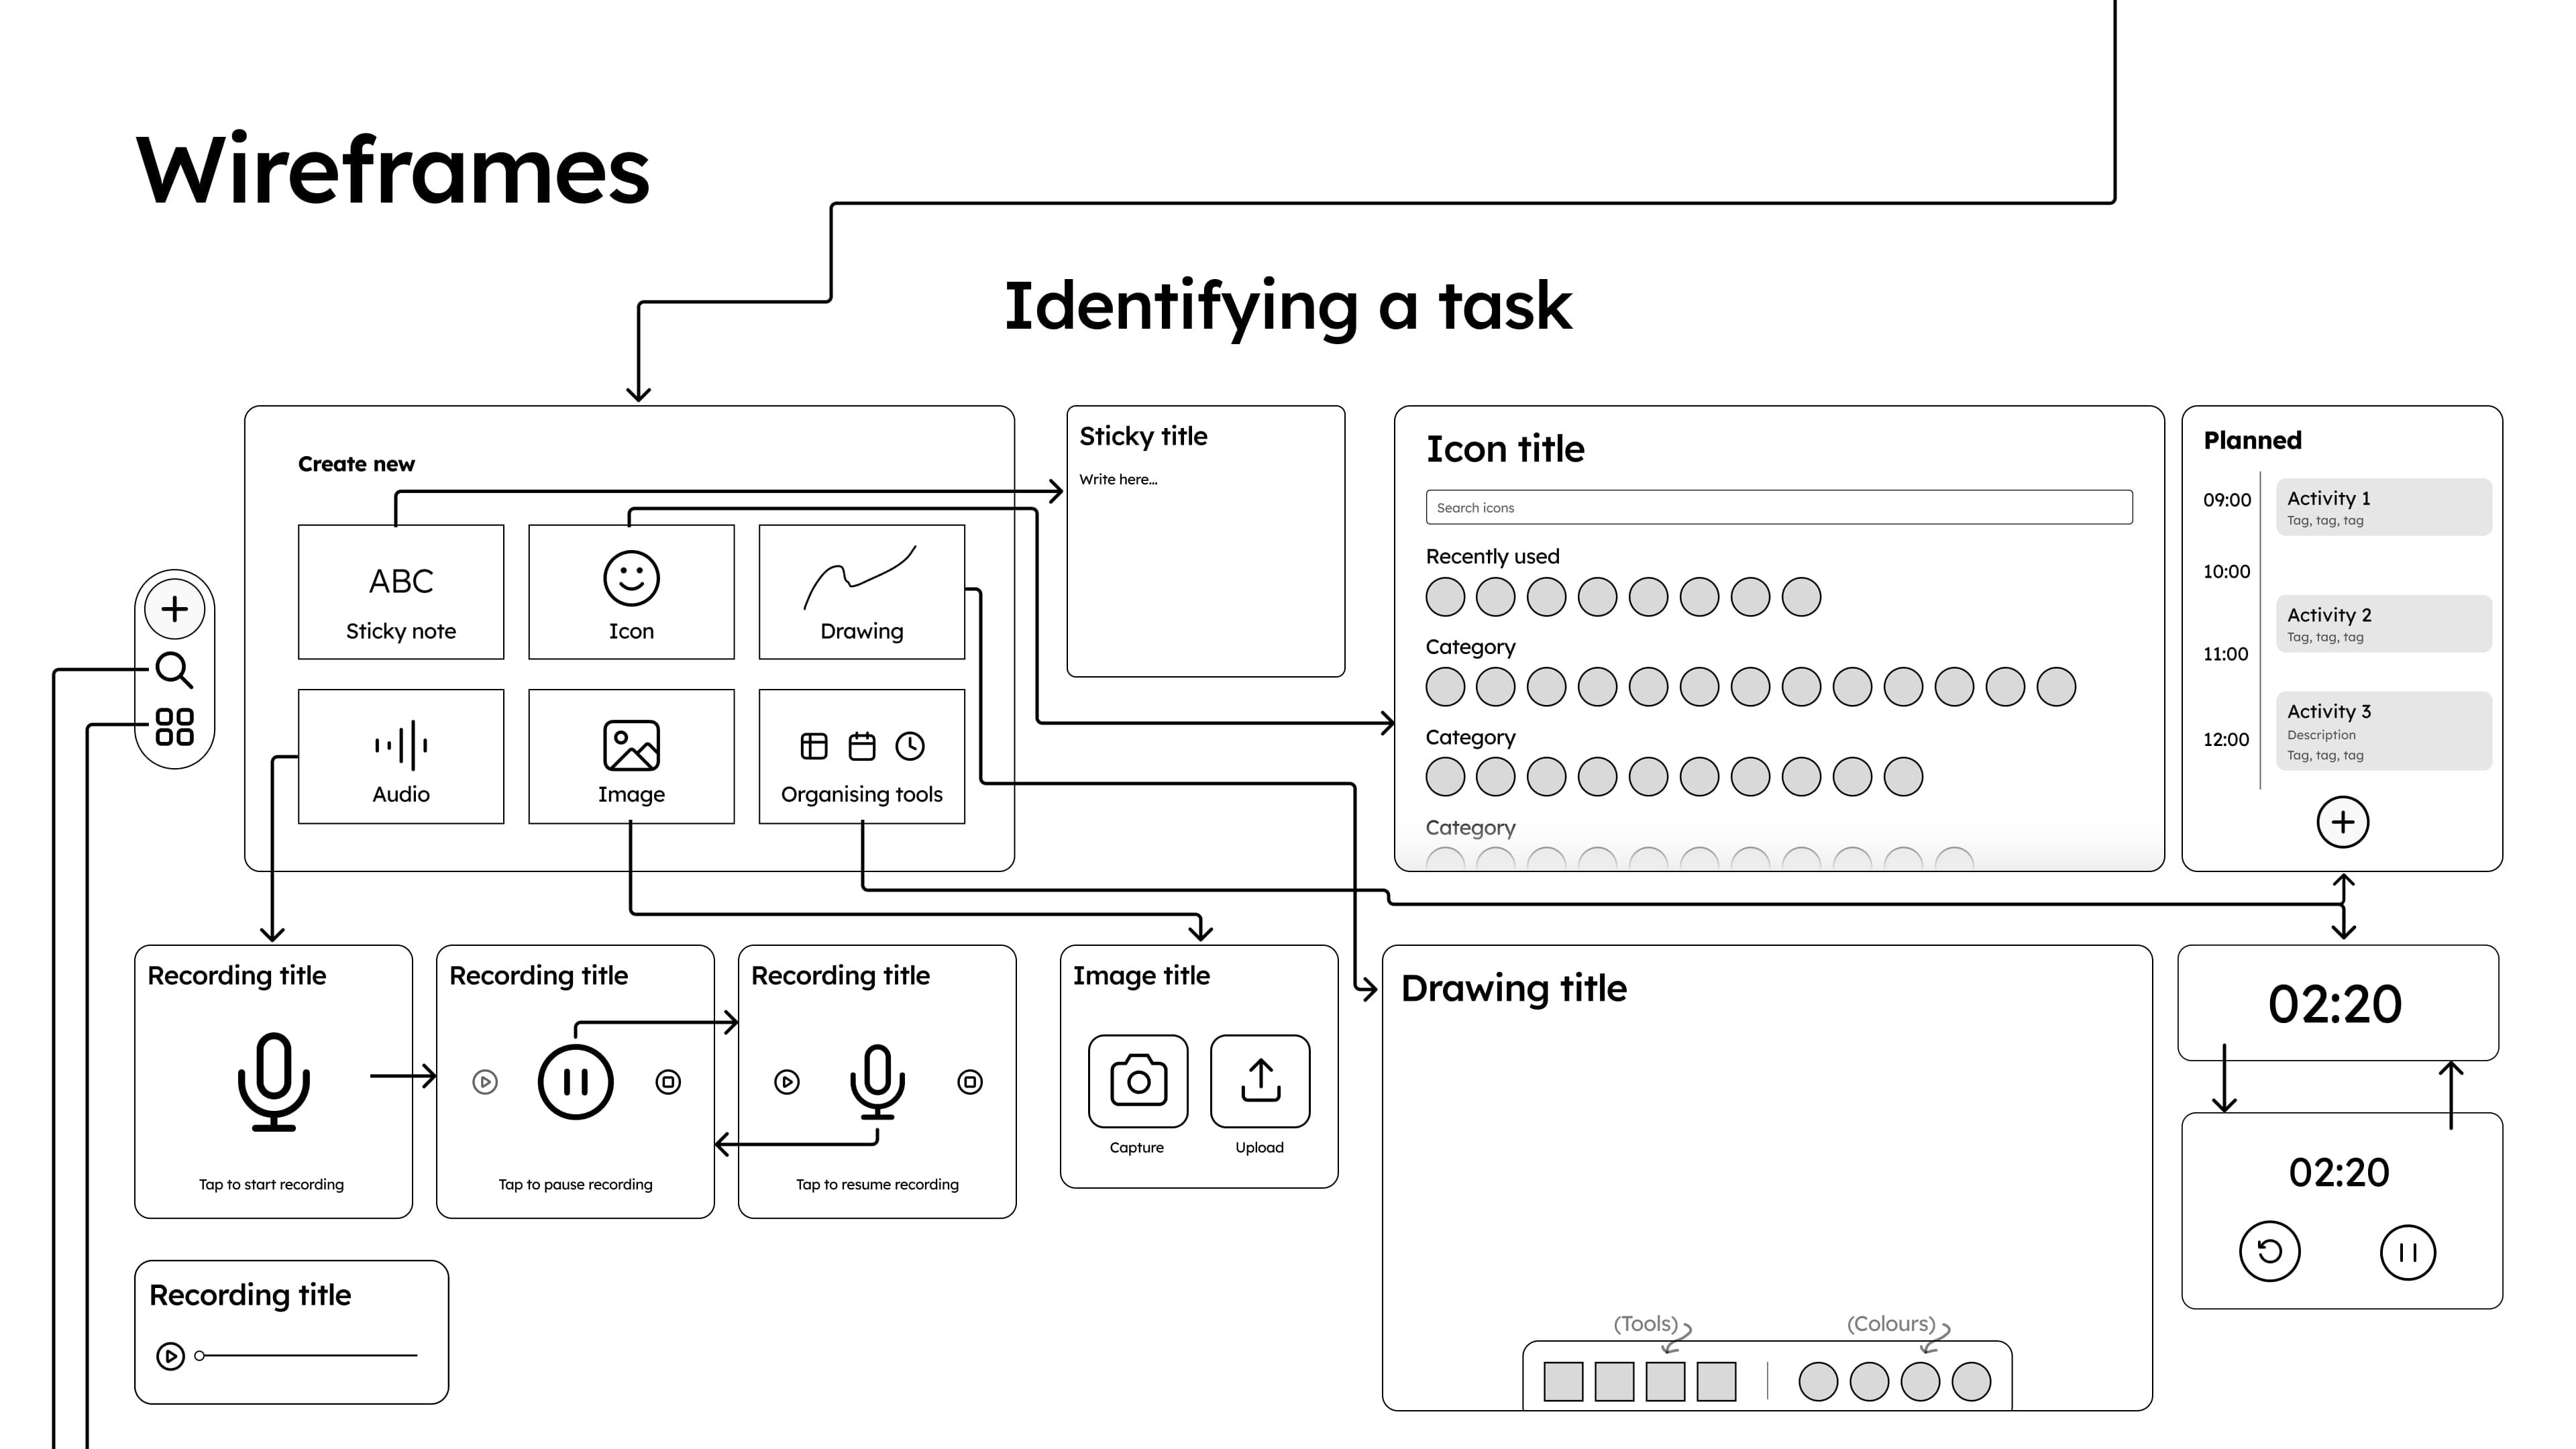 Wireframes
Identifying a task
Create new
ABC
Sticky note
Icon
Drawing
Audio
Image
Organising tools
Sticky title
Write here...
Icon title
Search icons
Recently used
Category
Category
Category
Planned
09:00
Activity 1
Tag, tag, tag
10:00
Activity 2
Tag, tag, tag
11:00
Activity 3
Description
Tag, tag, tag
12:00
Recording title
Tap to start recording
Recording title
Tap to pause recording
Recording title
Tap to resume recording
Image title
Capture
Upload
Drawing title
(Tools)
(Colours)
02:20
02:20
Recording title